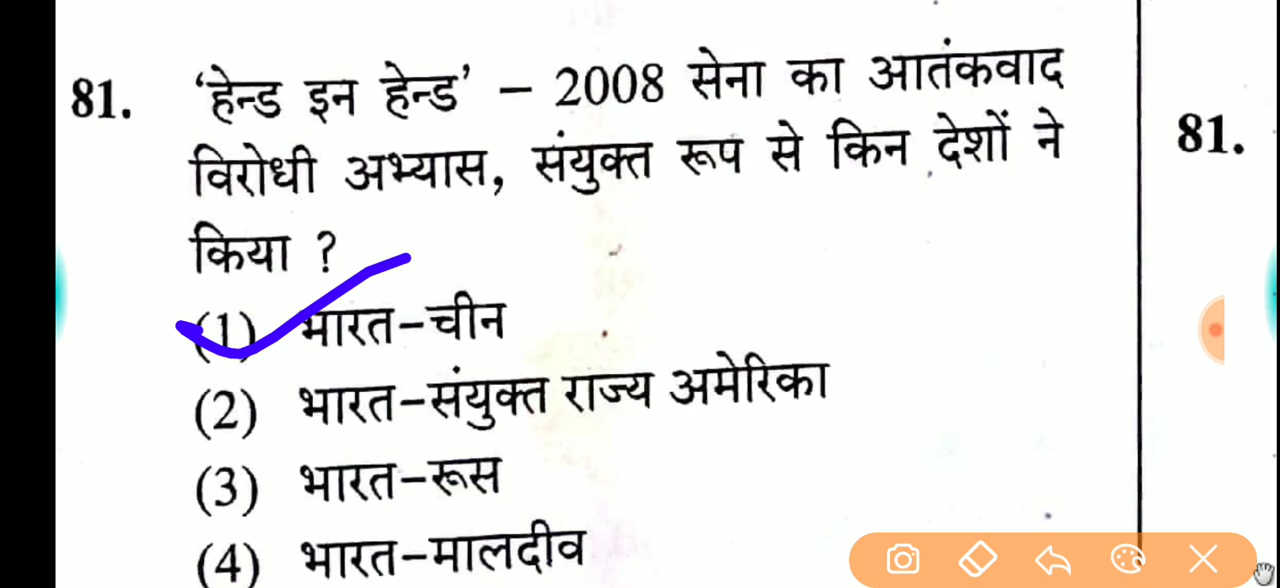 81. ‘हेन्ड इन हेन्ड’ – 2008 सेना का आतंकवाद
विरोधी अभ्यास, संयुक्त रूप से किन देशों ने
किया ?
(1) भारत–चीन
(2) भारत–संयुक्त राज्य अमेरिका
(3) भारत–रूस
(4) भारत–मालदीव
81.